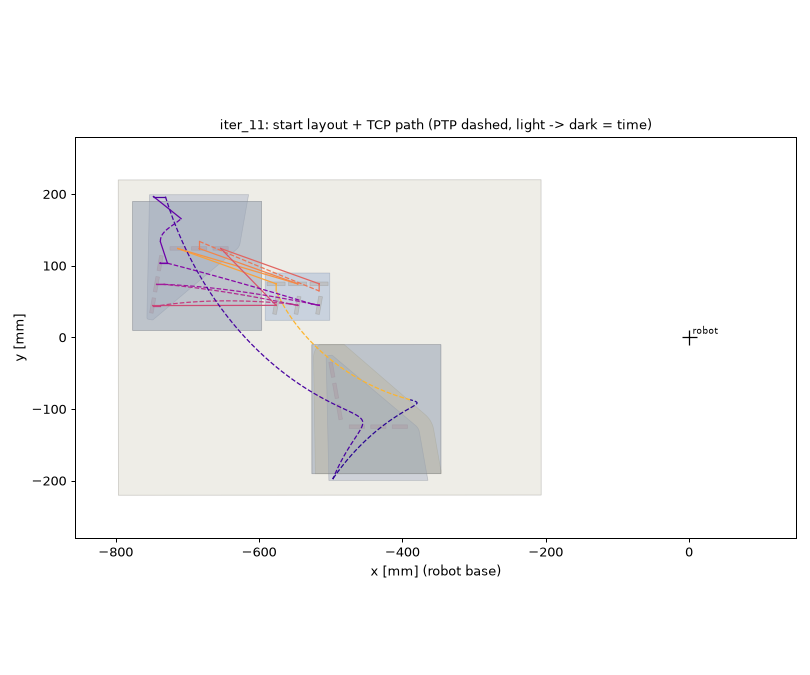 iter_11: start layout + TCP path (PTP dashed, light -> dark = time)
200
100
0
−100
−200
y [mm]
robot
−800
−600
−400
−200
0
x [mm] (robot base)